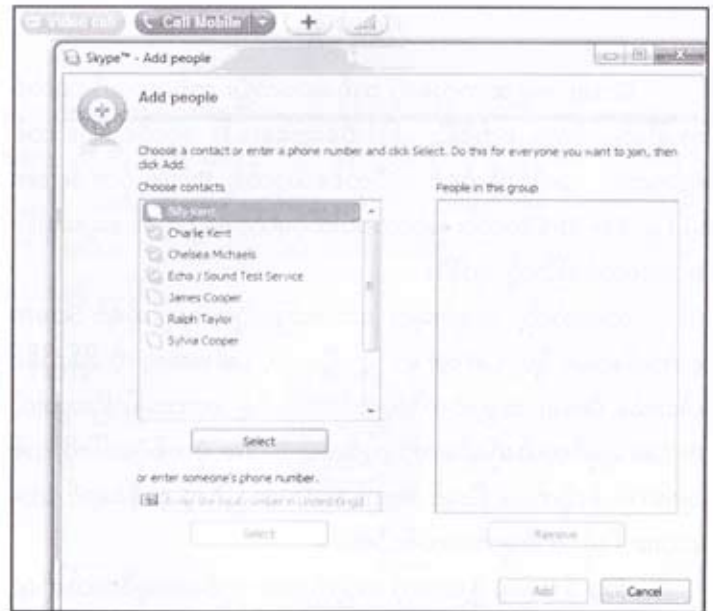 Video call Call Mobile
Skype™ - Add people
Add people
Choose a contact or enter a phone number and click Select. Do this for everyone you want to join, then
click Add.
Choose contacts
People in this group
Kent
Charlie Kent
Chelsea Michaels
Echo / Sound Test Service
James Cooper
Ralph Taylor
Sylvia Cooper
Select
or enter someone's phone number.
Select
Remove
Add
Cancel